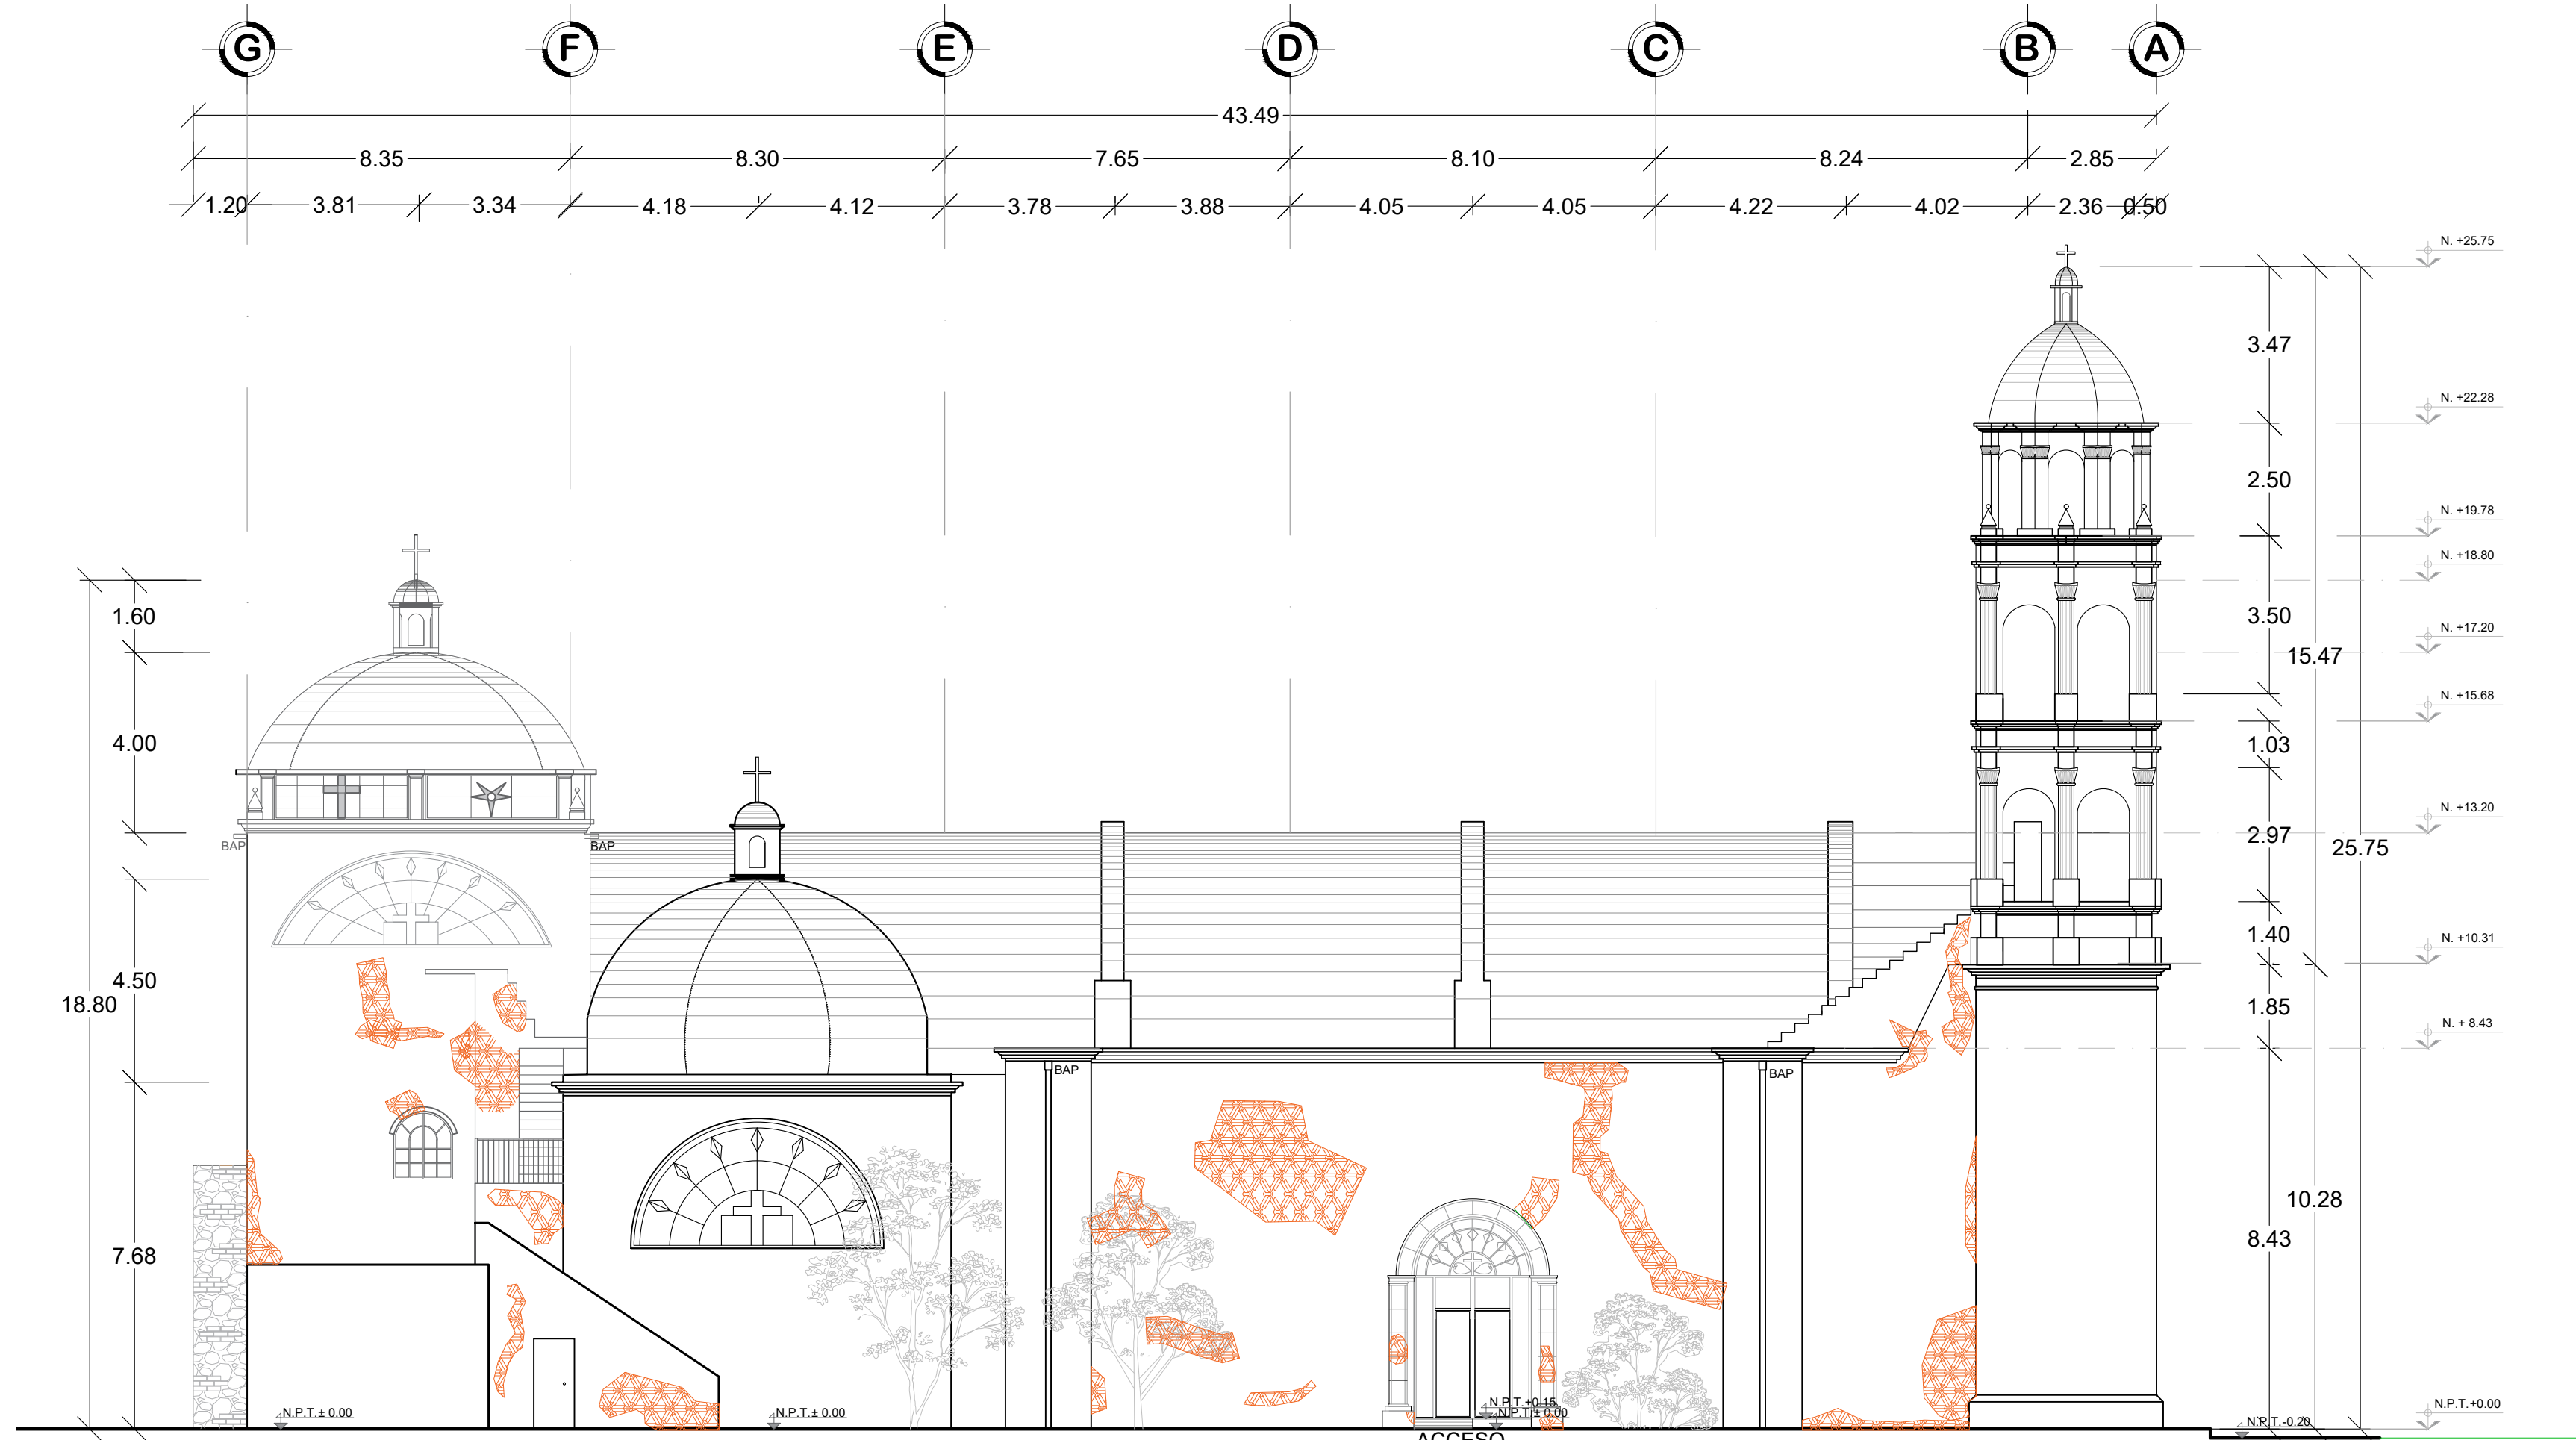 G F E D C B A
43.49
8.35 8.30 7.65 8.10 8.24 2.85
1.20 3.81 3.34 4.18 4.12 3.78 3.88 4.05 4.05 4.22 4.02 2.36 0.50
N. +25.75
3.47
N. +22.28
2.50
N. +19.78
N. +18.80
1.60
3.50
N. +17.20
15.47
N. +15.68
4.00
1.03
N. +13.20
2.97
BAP BAP
25.75
1.40
N. +10.31
4.50
18.80
1.85
N. + 8.43
BAP BAP
10.28
7.68
8.43
N.P.T.± 0.00
N.P.T.± 0.00
N.P.T.+0.15
N.P.T.± 0.00
N.P.T.+0.00
N.P.T.-0.20
ACCESO